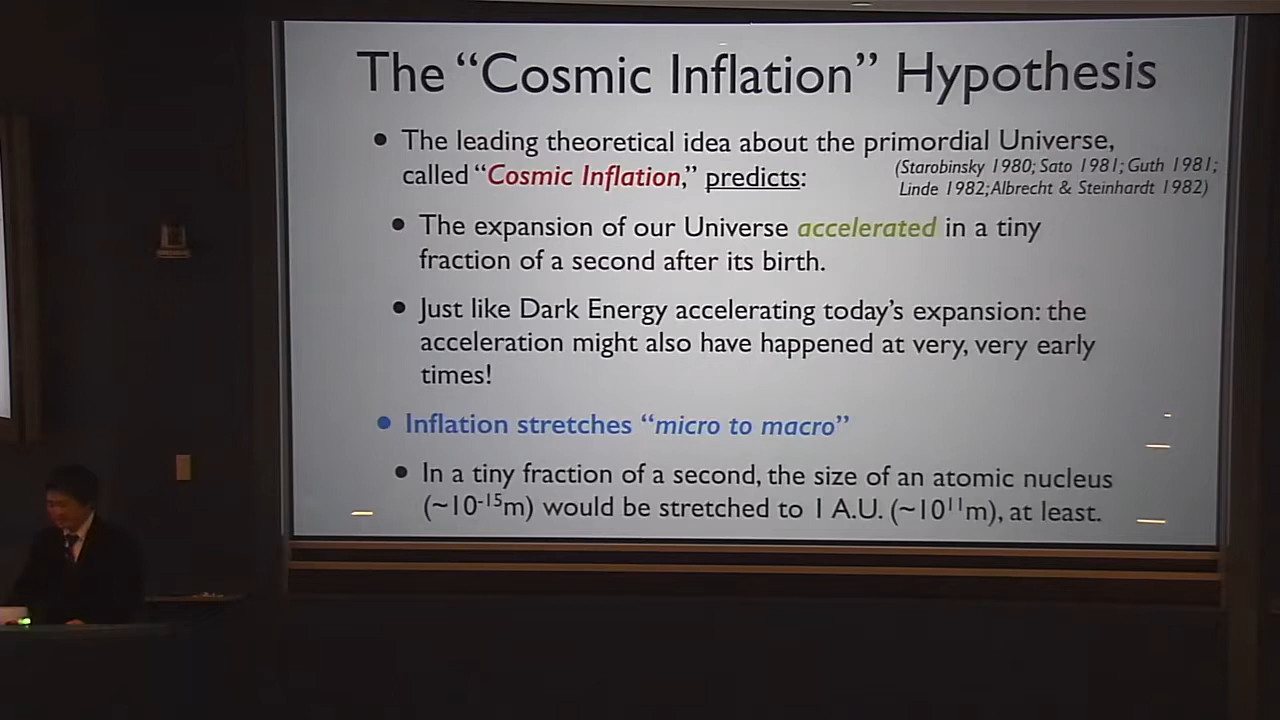 The “Cosmic Inflation” Hypothesis
• The leading theoretical idea about the primordial Universe,
called “Cosmic Inflation,” predicts:
(Starobinsky 1980; Sato 1981; Guth 1981;
Linde 1982;Albrecht & Steinhardt 1982)
• The expansion of our Universe accelerated in a tiny
fraction of a second after its birth.
• Just like Dark Energy accelerating today’s expansion: the
acceleration might also have happened at very, very early
times!
• Inflation stretches “micro to macro”
• In a tiny fraction of a second, the size of an atomic nucleus
(~10⁻¹⁵m) would be stretched to 1 A.U. (~10¹¹m), at least.